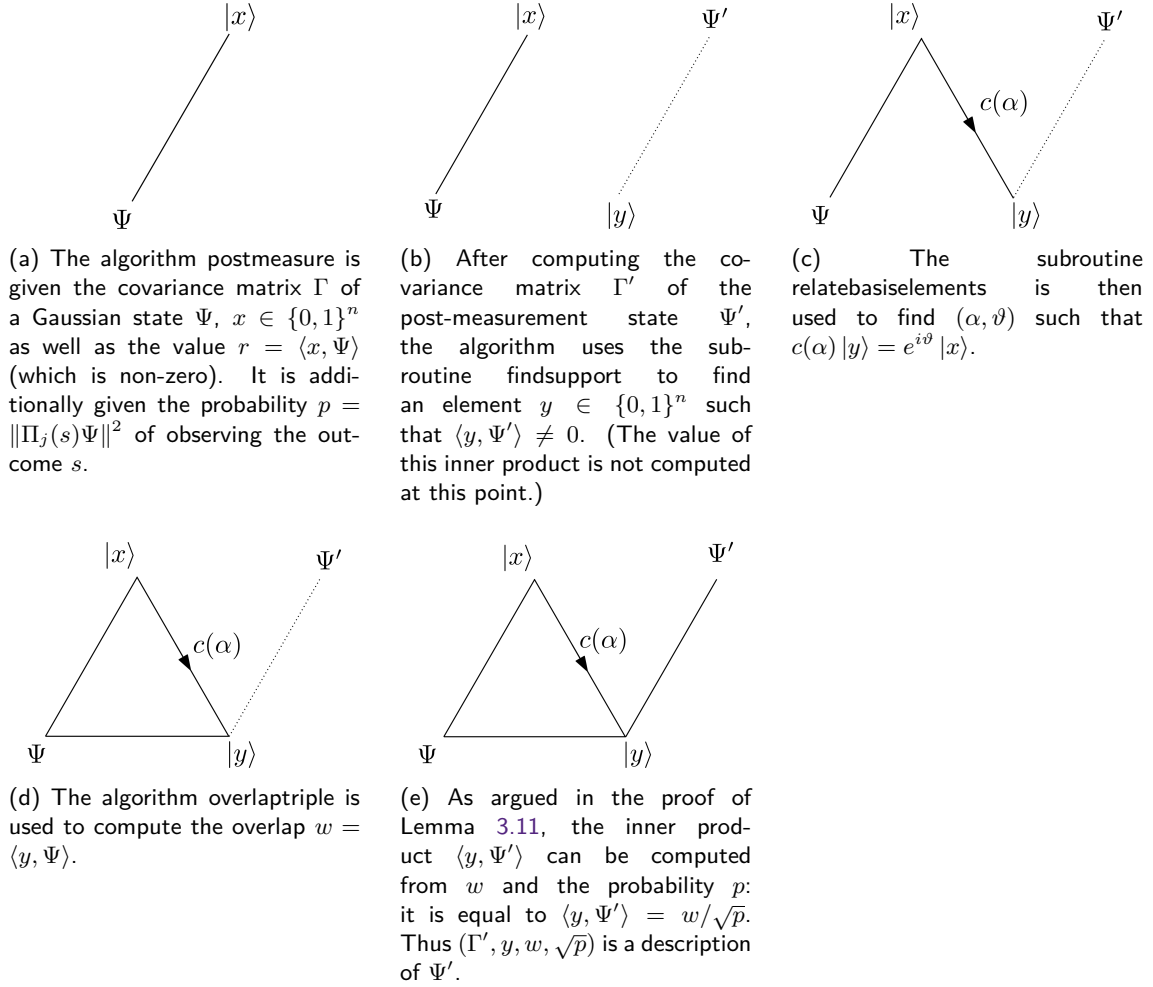 |x⟩
Ψ
(a) The algorithm postmeasure is
given the covariance matrix Γ of
a Gaussian state Ψ, x ∈ {0, 1}ⁿ
as well as the value r = ⟨x, Ψ⟩
(which is non-zero). It is addi-
tionally given the probability p =
‖Πⱼ(s)Ψ‖² of observing the out-
come s.
|x⟩ Ψ′
Ψ |y⟩
(b) After computing the co-
variance matrix Γ′ of the
post-measurement state Ψ′,
the algorithm uses the sub-
routine findsupport to find
an element y ∈ {0, 1}ⁿ such
that ⟨y, Ψ′⟩ ≠ 0. (The value of
this inner product is not computed
at this point.)
|x⟩ Ψ′
c(α)
Ψ |y⟩
(c) The subroutine
relatebasiselements is then
used to find (α, ϑ) such that
c(α) |y⟩ = e^{iϑ} |x⟩.
|x⟩ Ψ′
c(α)
Ψ |y⟩
(d) The algorithm overlaptriple is
used to compute the overlap w =
⟨y, Ψ⟩.
|x⟩ Ψ′
c(α)
Ψ |y⟩
(e) As argued in the proof of
Lemma 3.11, the inner prod-
uct ⟨y, Ψ′⟩ can be computed
from w and the probability p:
it is equal to ⟨y, Ψ′⟩ = w/√p.
Thus (Γ′, y, w, √p) is a description
of Ψ′.